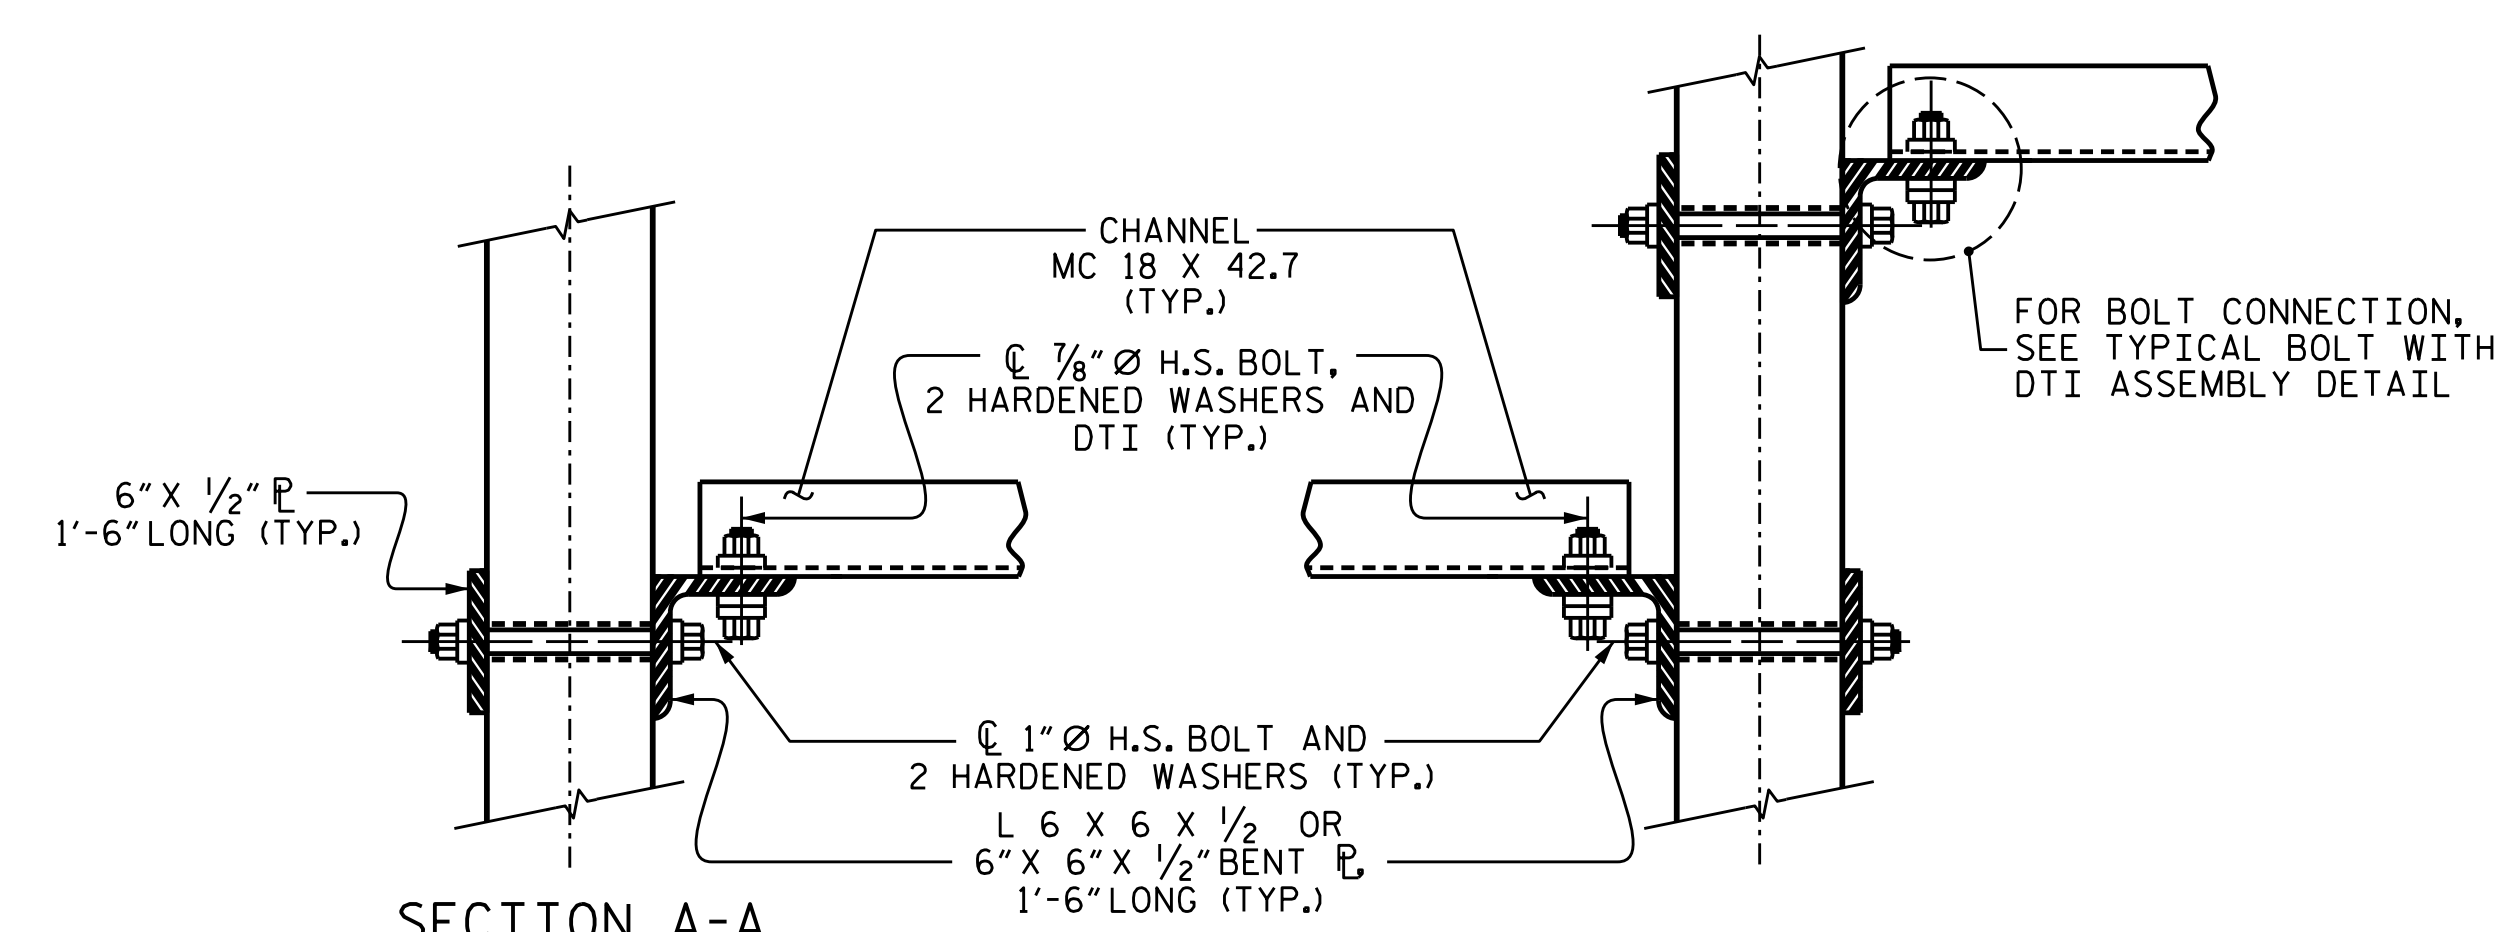 CHANNEL
MC 18 X 42.7
(TYP.)
℄ 7/8"Ø H.S. BOLT,
2 HARDENED WASHERS AND
DTI (TYP.)
FOR BOLT CONNECTION,
SEE TYPICAL BOLT WITH
DTI ASSEMBLY DETAIL
6"X 1/2" ⅊
1'-6"LONG (TYP.)
℄ 1"Ø H.S. BOLT AND
2 HARDENED WASHERS (TYP.)
L 6 X 6 X 1/2 OR
6"X 6"X 1/2"BENT ⅊,
1'-6"LONG (TYP.)
SECTION A-A